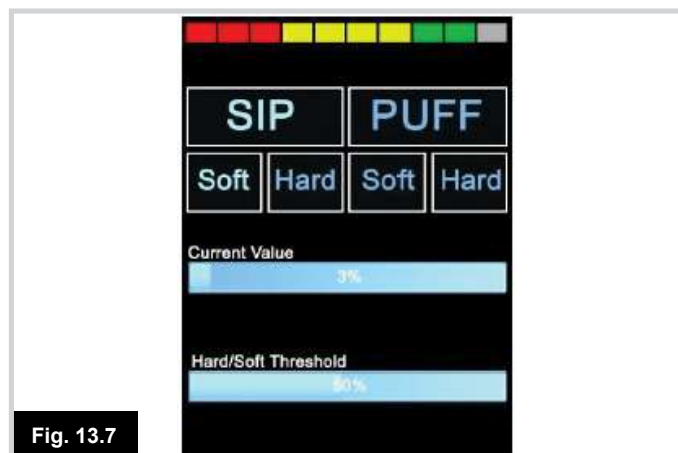 SIP PUFF
Soft Hard Soft Hard
Current Value
3%
Hard/Soft Threshold
50%
Fig. 13.7